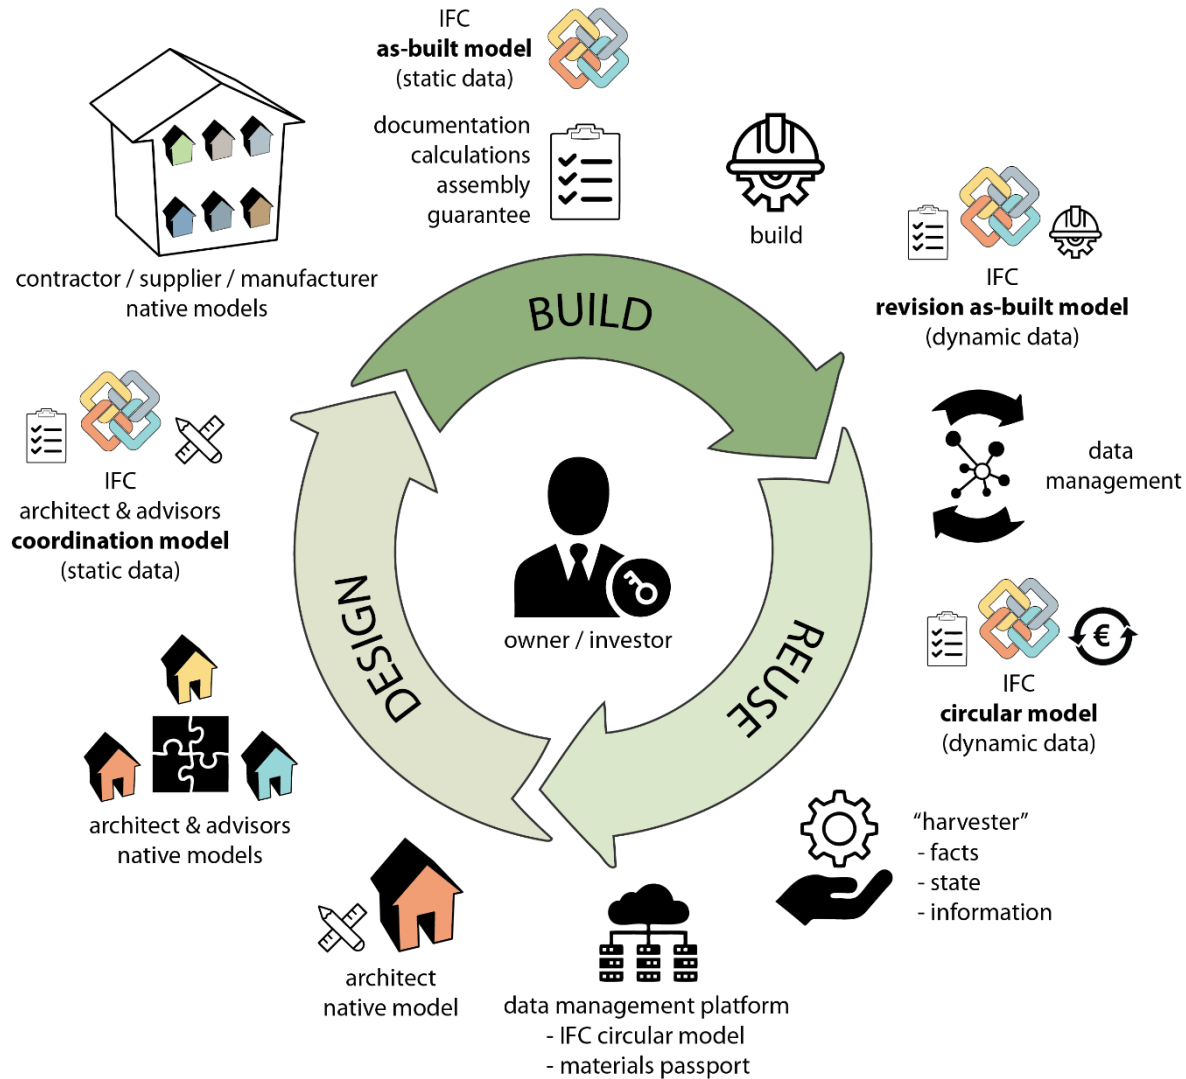 IFC
as-built model
(static data)
documentation
calculations
assembly
guarantee
build
IFC
revision as-built model
(dynamic data)
data
management
IFC
circular model
(dynamic data)
“harvester”
- facts
- state
- information
data management platform
- IFC circular model
- materials passport
architect
native model
architect & advisors
native models
IFC
architect & advisors
coordination model
(static data)
contractor / supplier / manufacturer
native models
BUILD
REUSE
DESIGN
owner / investor
€